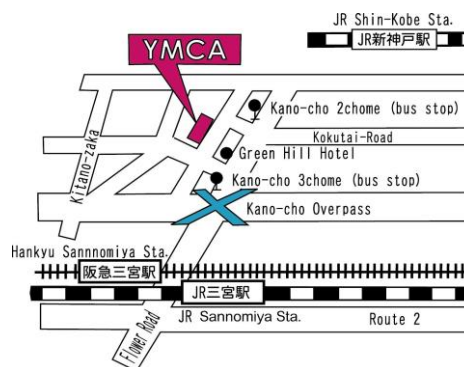 JR Shin-Kobe Sta.
JR新神戸駅
YMCA
Kano-cho 2chome (bus stop)
Kokutai-Road
Green Hill Hotel
Kano-cho 3chome (bus stop)
Kitano-zaka
Kano-cho Overpass
Hankyu Sannnomiya Sta.
阪急三宮駅
JR三宮駅
JR Sannomiya Sta.
Route 2
Flower Road